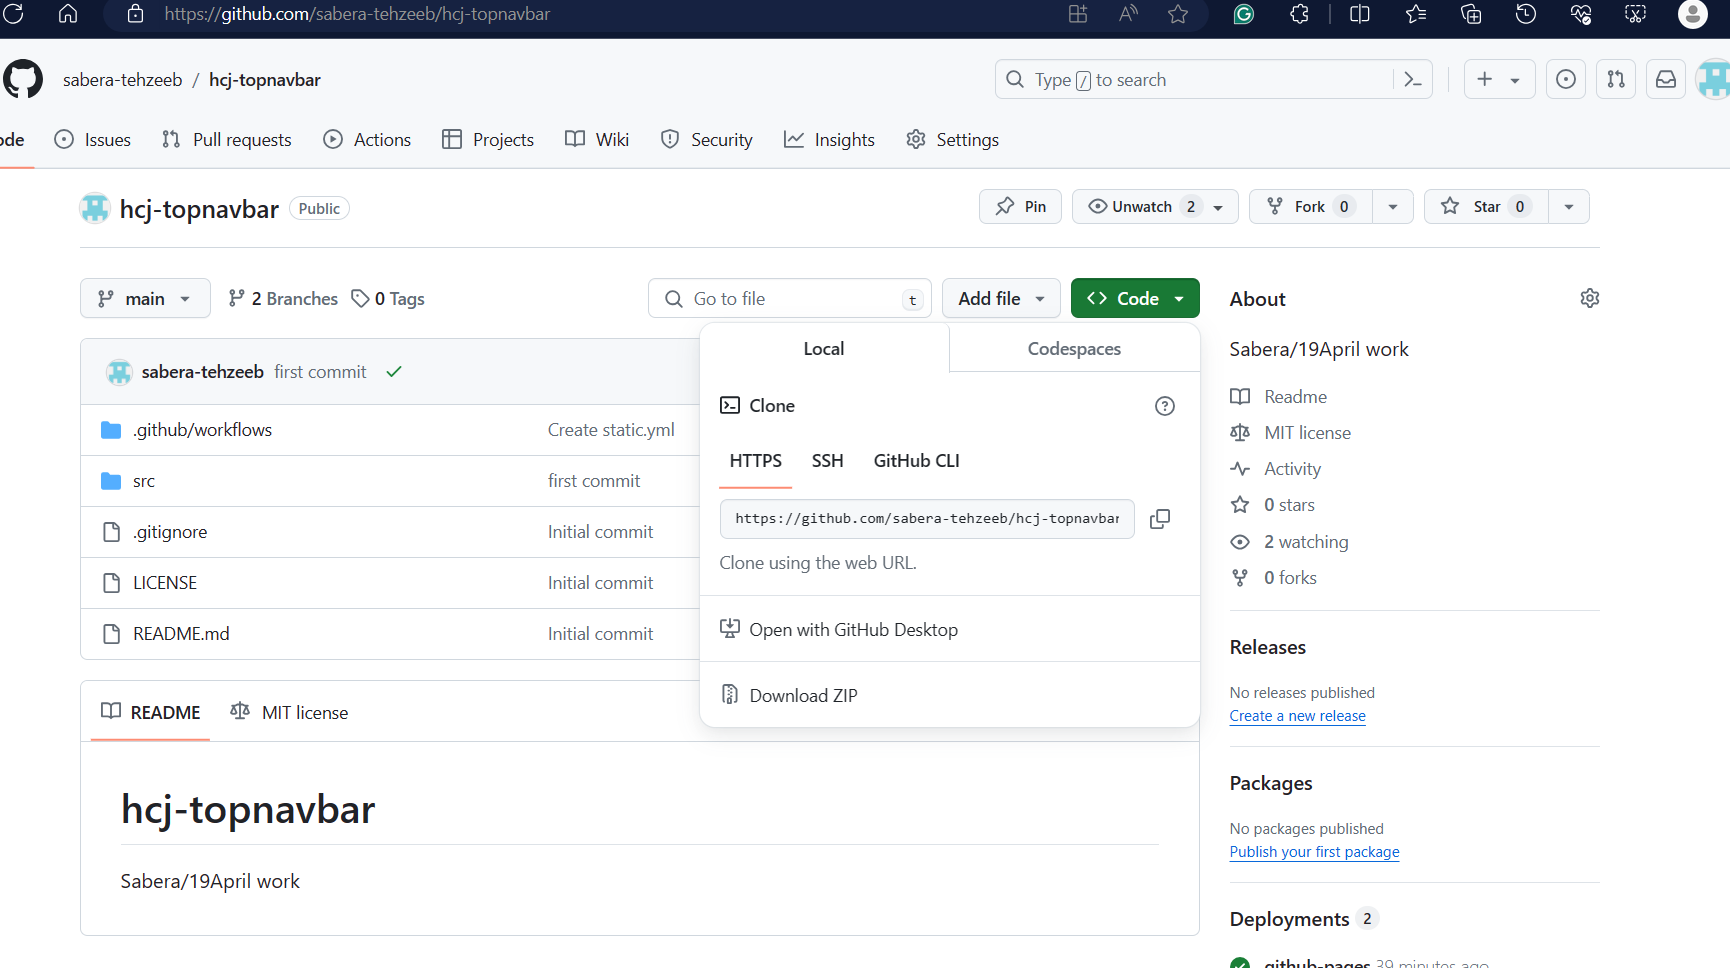 https://github.com/sabera-tehzeeb/hcj-topnavbar
sabera-tehzeeb / hcj-topnavbar
Type / to search
ode Issues Pull requests Actions Projects Wiki Security Insights Settings
hcj-topnavbar Public
Pin Unwatch 2 Fork 0 Star 0
main 2 Branches 0 Tags Go to file t Add file Code
Local Codespaces
Clone
HTTPS SSH GitHub CLI
https://github.com/sabera-tehzeeb/hcj-topnavbar
Clone using the web URL.
Open with GitHub Desktop
Download ZIP
sabera-tehzeeb first commit
.github/workflows Create static.yml
src first commit
.gitignore Initial commit
LICENSE Initial commit
README.md Initial commit
README MIT license
hcj-topnavbar
Sabera/19April work
About
Sabera/19April work
Readme
MIT license
Activity
0 stars
2 watching
0 forks
Releases
No releases published
Create a new release
Packages
No packages published
Publish your first package
Deployments 2
github-pages 39 minutes ago